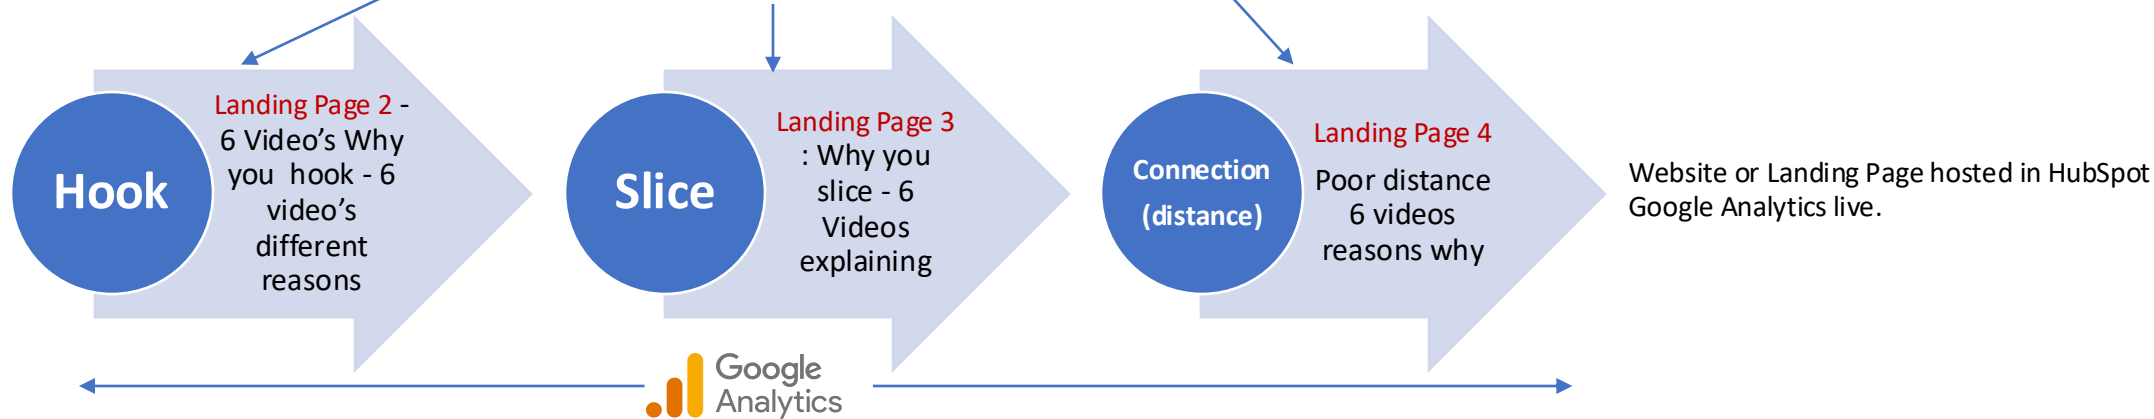 Hook
Landing Page 2 -
6 Video’s Why
you  hook - 6
video’s
different
reasons
Slice
Landing Page 3
: Why you
slice - 6
Videos
explaining
Connection
(distance)
Landing Page 4
Poor distance
6 videos
reasons why
Website or Landing Page hosted in HubSpot
Google Analytics live.
Google
Analytics